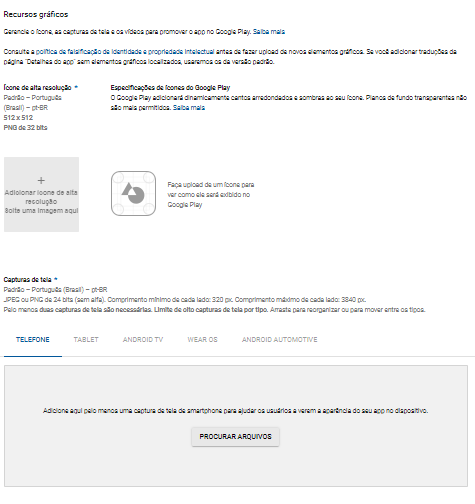 Recursos gráficos
Gerencie o ícone, as capturas de tela e os vídeos para promover o app no Google Play. Saiba mais
Consulte a política de falsificação de identidade e propriedade intelectual antes de fazer upload de novos elementos gráficos. Se você adicionar traduções da
página "Detalhes do app" sem elementos gráficos localizados, usaremos os da versão padrão.
Ícone de alta resolução *
Padrão – Português
(Brasil) – pt-BR
512 x 512
PNG de 32 bits
Especificações de ícones do Google Play
O Google Play adicionará dinamicamente cantos arredondados e sombras ao seu ícone. Planos de fundo transparentes não
são mais permitidos. Saiba mais
+
Adicionar ícone de alta
resolução
Solte uma imagem aqui
Faça upload de um ícone para
ver como ele será exibido no
Google Play
Capturas de tela *
Padrão – Português (Brasil) – pt-BR
JPEG ou PNG de 24 bits (sem alfa). Comprimento mínimo de cada lado: 320 px. Comprimento máximo de cada lado: 3840 px.
Pelo menos duas capturas de tela são necessárias. Limite de oito capturas de tela por tipo. Arraste para reorganizar ou para mover entre os tipos.
TELEFONE TABLET ANDROID TV WEAR OS ANDROID AUTOMOTIVE
Adicione aqui pelo menos uma captura de tela de smartphone para ajudar os usuários a verem a aparência do seu app no dispositivo.
PROCURAR ARQUIVOS